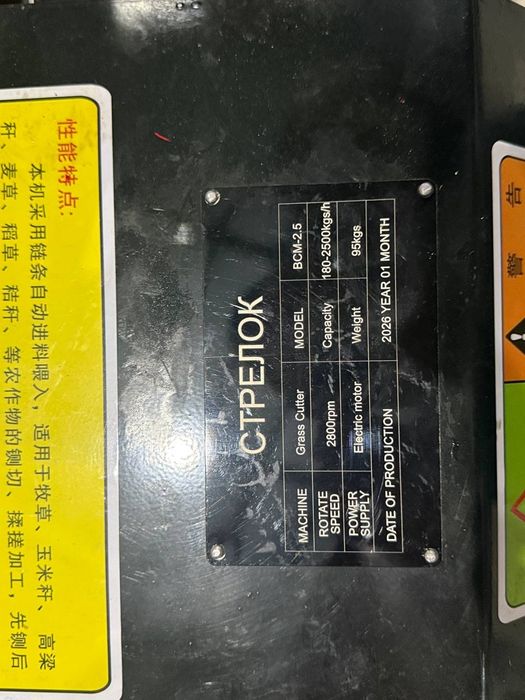 性能特点：
本机采用链条自动进料喂入，适用于牧草、玉米秆、高粱
秆、麦草、稻草、秸秆、等农作物的铡切、揉搓加工，先铡后
СТРЕЛОК
MACHINE Grass Cutter MODEL BCM-2.5
ROTATE SPEED 2800rpm Capacity 180-2500kgs/h
POWER SUPPLY Electric motor Weight 95kgs
DATE OF PRODUCTION 2026 YEAR 01 MONTH
警告